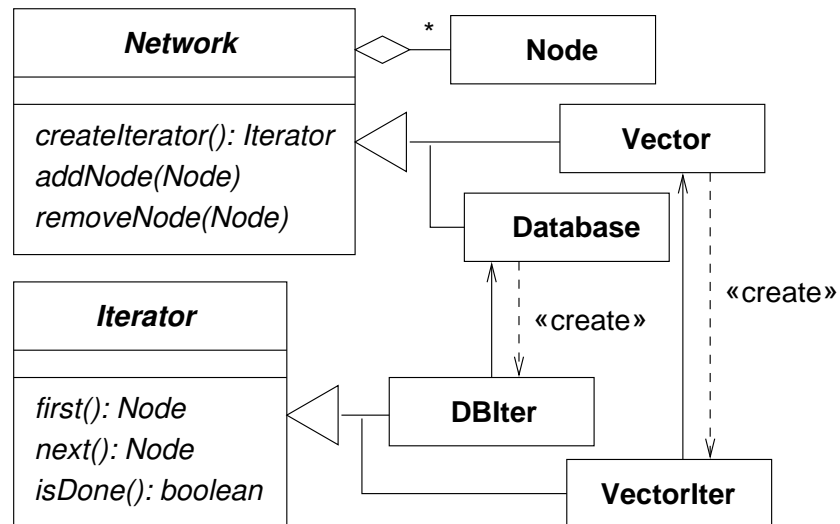 Network
*
Node
createIterator(): Iterator
addNode(Node)
removeNode(Node)
Vector
Database
«create»
«create»
Iterator
first(): Node
next(): Node
isDone(): boolean
DBIter
VectorIter